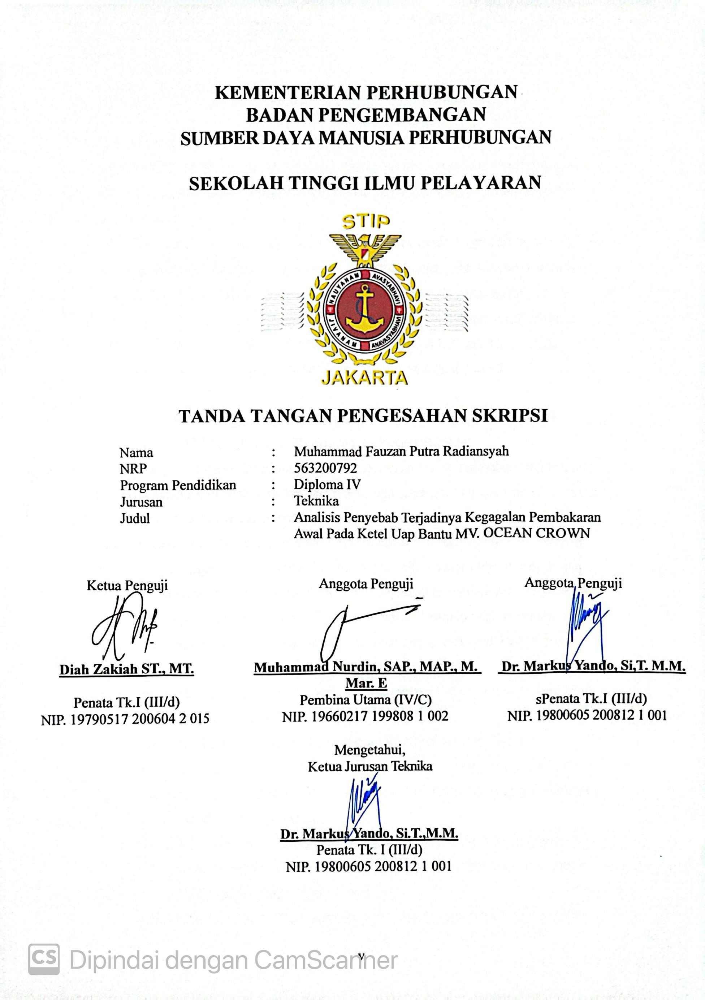 KEMENTERIAN PERHUBUNGAN
BADAN PENGEMBANGAN
SUMBER DAYA MANUSIA PERHUBUNGAN
SEKOLAH TINGGI ILMU PELAYARAN
STIP
NAUYANAM AVASYABHAVI
JIVANAM ANAVASYABHAVI
JAKARTA
TANDA TANGAN PENGESAHAN SKRIPSI
Nama : Muhammad Fauzan Putra Radiansyah
NRP : 563200792
Program Pendidikan : Diploma IV
Jurusan : Teknika
Judul : Analisis Penyebab Terjadinya Kegagalan Pembakaran
Awal Pada Ketel Uap Bantu MV. OCEAN CROWN
Ketua Penguji Anggota Penguji Anggota Penguji
Diah Zakiah ST., MT. Muhammad Nurdin, SAP., MAP., M. Dr. Markus Yando, Si,T. M.M.
Mar. E
Penata Tk.I (III/d) Pembina Utama (IV/C) sPenata Tk.I (III/d)
NIP. 19790517 200604 2 015 NIP. 19660217 199808 1 002 NIP. 19800605 200812 1 001
Mengetahui,
Ketua Jurusan Teknika
Dr. Markus Yando, Si.T.,M.M.
Penata Tk. I (III/d)
NIP. 19800605 200812 1 001
v
CS Dipindai dengan CamScanner